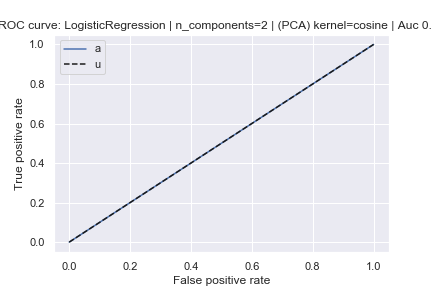 ROC curve: LogisticRegression | n_components=2 | (PCA) kernel=cosine | Auc 0.
a
u
1.0
0.8
0.6
0.4
0.2
0.0
True positive rate
0.0 0.2 0.4 0.6 0.8 1.0
False positive rate